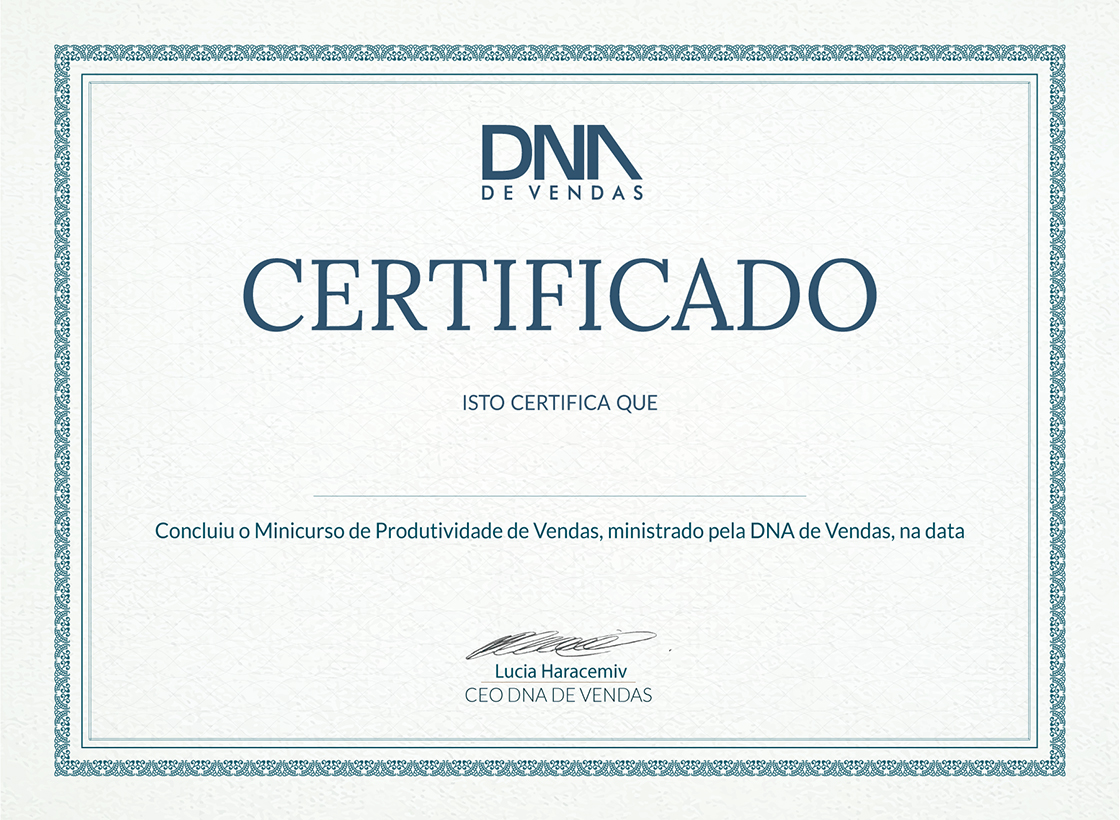 DNA
DE VENDAS
CERTIFICADO
ISTO CERTIFICA QUE
Concluiu o Minicurso de Produtividade de Vendas, ministrado pela DNA de Vendas, na data
Lucia Haracemiv
CEO DNA DE VENDAS